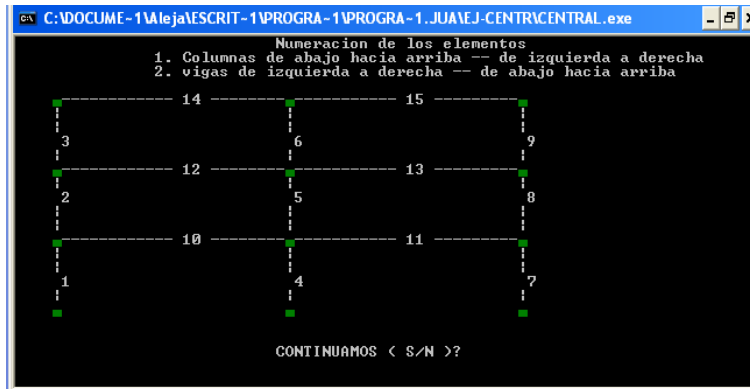 C:\DOCUME~1\Aleja\ESCRIT~1\PROGRA~1\PROGRA~1.JUA\EJ-CENTR\CENTRAL.exe
Numeracion de los elementos
1. Columnas de abajo hacia arriba -- de izquierda a derecha
2. vigas de izquierda a derecha -- de abajo hacia arriba
14 15
3 6 9
12 13
2 5 8
10 11
1 4 7
CONTINUAMOS < S/N >?